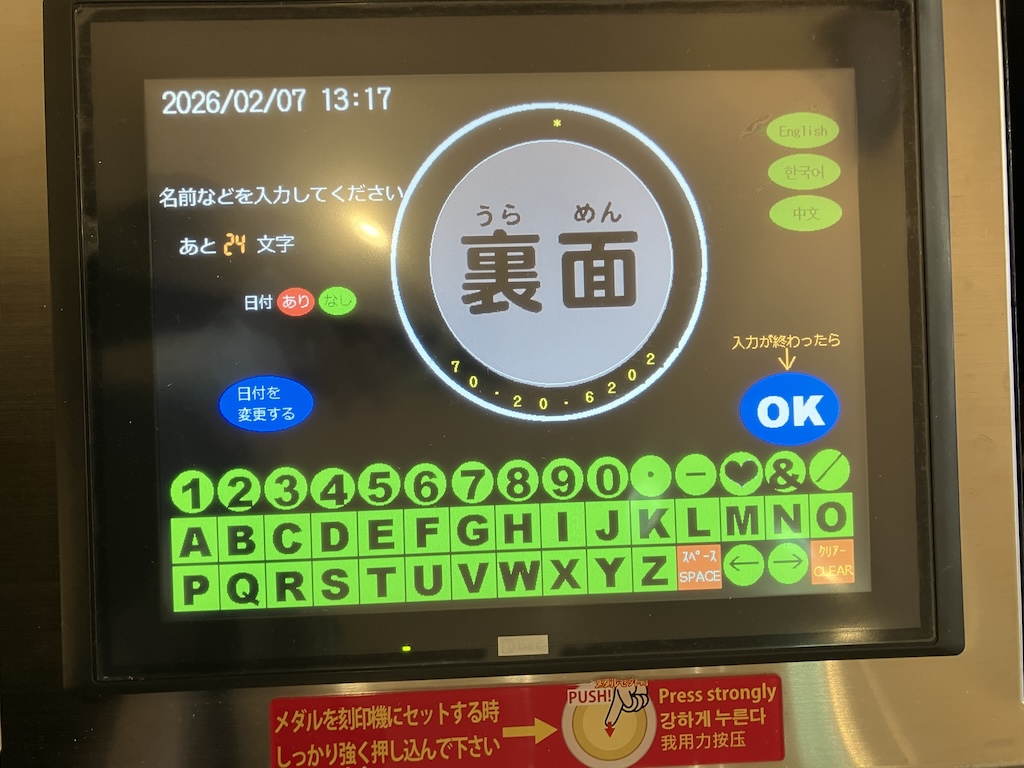 2026/02/07 13:17
English
한국어
中文
名前などを入力してください
あと 24 文字
日付 あり なし
*
うら めん
裏面
70-20-6202
日付を
変更する
入力が終わったら
↓
OK
1 2 3 4 5 6 7 8 9 0 ・ - ♥ & /
A B C D E F G H I J K L M N O
P Q R S T U V W X Y Z ｽﾍﾟｰｽ SPACE ← → ｸﾘｱｰ CLEAR
メダルを刻印機にセットする時
しっかり強く押し込んで下さい
PUSH!
Press strongly
강하게 누른다
我用力按压